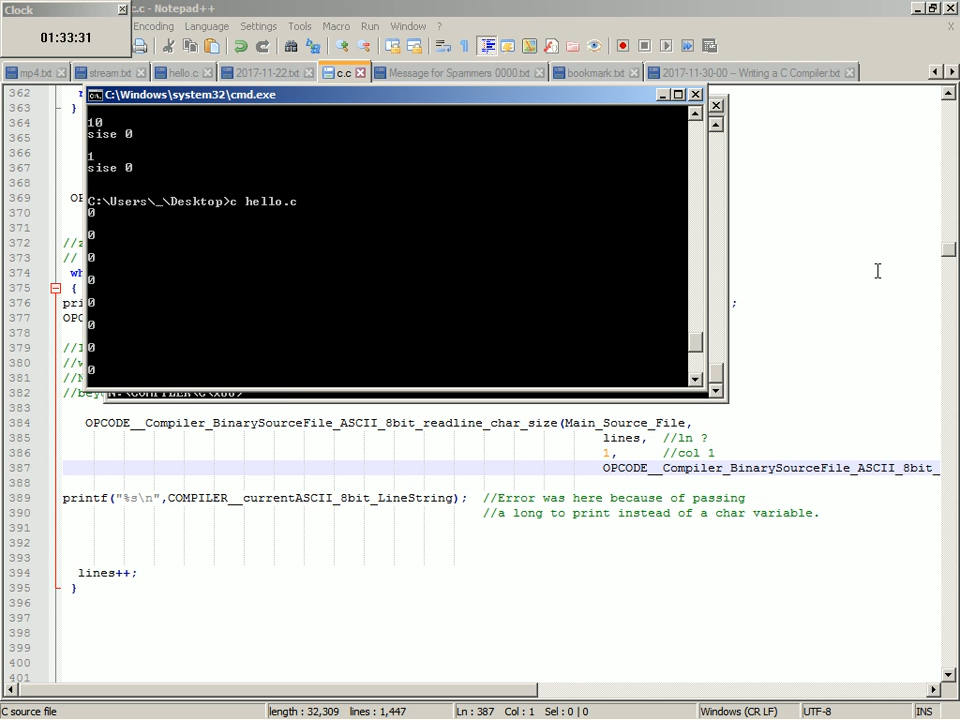 Clock
c.c - Notepad++
01:33:31
Encoding Language Settings Tools Macro Run Window ?
mp4.txt stream.txt hello.c 2017-11-22.txt c.c Message for Spammers 0000.txt bookmark.txt 2017-11-30-00 – Writing a C Compiler.txt
C:\Windows\system32\cmd.exe
10
sise 0
1
sise 0
C:\Users\_\Desktop>c hello.c
0
0
0
0
0
0
0
0
362
363 }
364
365
366
367
368
369
370
371
372
373 //
374
375 {
376 ;
377
378
379
380
381
382
N:\COMPILER\C\x86>
383
384 OPCODE__Compiler_BinarySourceFile_ASCII_8bit_readline_char_size(Main_Source_File,
385 lines, //ln ?
386 1, //col 1
387 OPCODE__Compiler_BinarySourceFile_ASCII_8bit_
388
389 printf("%s\n",COMPILER__currentASCII_8bit_LineString); //Error was here because of passing
390 //a long to print instead of a char variable.
391
392
393
394 lines++;
395 }
396
397
398
399
400
401
C source file length : 32,309 lines : 1,447 Ln : 387 Col : 1 Sel : 0 | 0 Windows (CR LF) UTF-8 INS